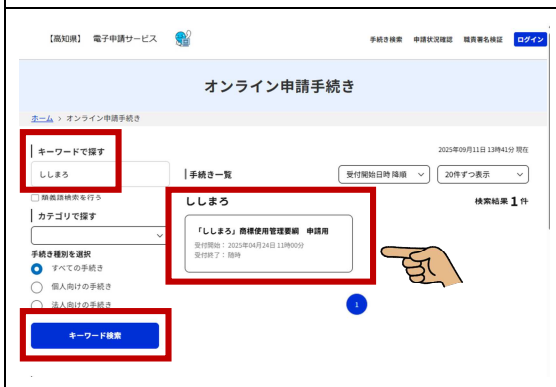 【高知県】 電子申請サービス
手続き検索 申請状況確認 職責署名検証 ログイン
オンライン申請手続き
ホーム > オンライン申請手続き
キーワードで探す
ししまろ
類義語検索を行う
カテゴリで探す
手続き種別を選択
すべての手続き
個人向けの手続き
法人向けの手続き
キーワード検索
2025年09月11日 13時41分 現在
手続き一覧
受付開始日時 降順
20件ずつ表示
ししまろ
検索結果 1 件
「ししまろ」商標使用管理要綱 申請用
受付開始：2025年04月24日 11時00分
受付終了：随時
1